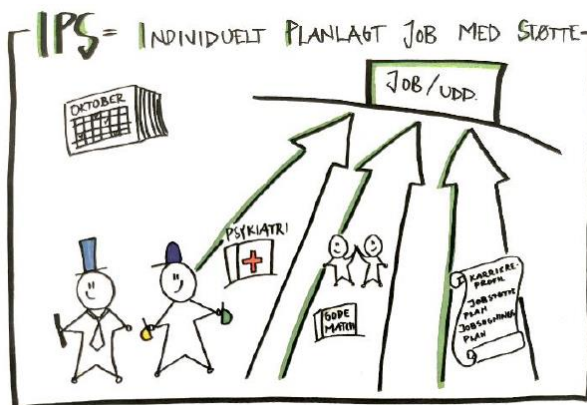 IPS = INDIVIDUELT PLANLAGT JOB MED STØTTE
JOB/UDD.
OKTOBER
PSYKIATRI
GODE
MATCH
KARRIERE-
PROFIL
JOBSTØTTE
PLAN
JOBSØGNINGS
PLAN